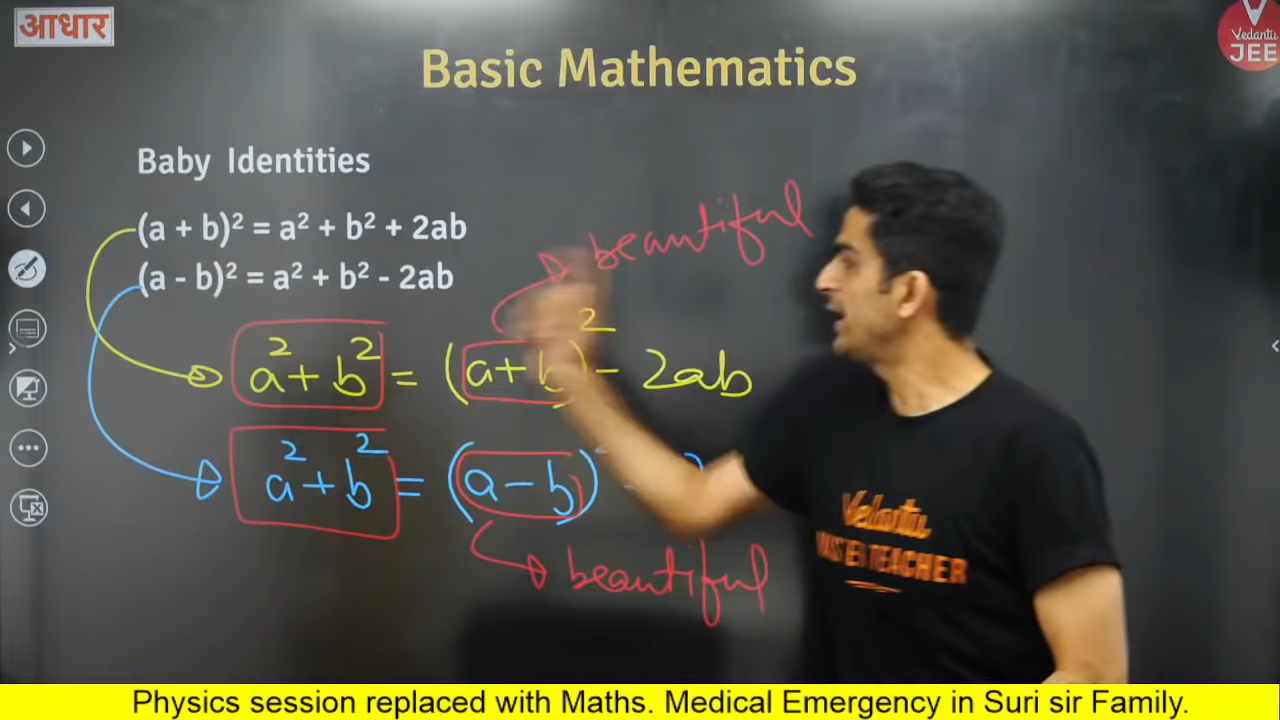 आधार
Vedantu
JEE
Basic Mathematics
Baby Identities
(a + b)² = a² + b² + 2ab
(a - b)² = a² + b² - 2ab
beautiful
a² + b² = (a+b)² - 2ab
a² + b² = (a-b)
beautiful
Vedantu
MASTER TEACHER
Physics session replaced with Maths. Medical Emergency in Suri sir Family.